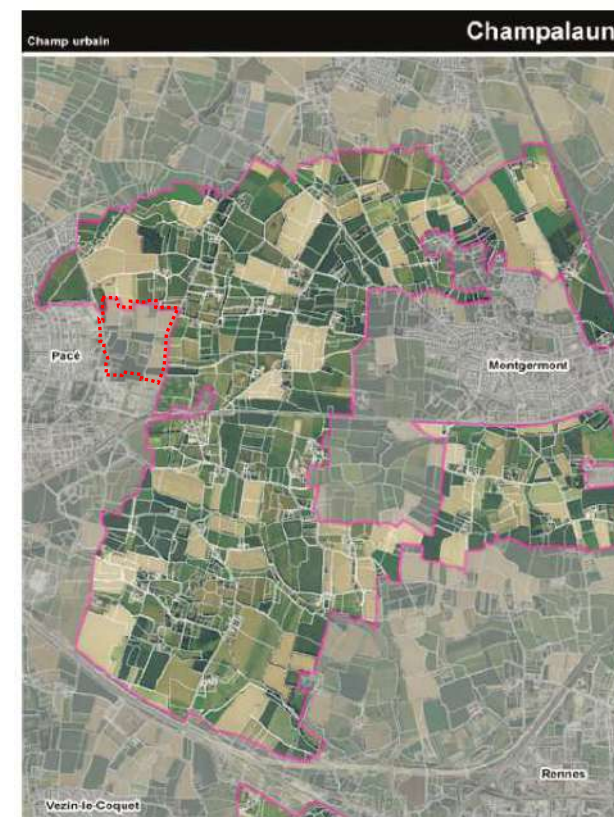 Champ urbain
Champalaun
Pacé
Montgermont
Rennes
Vezin-le-Coquet